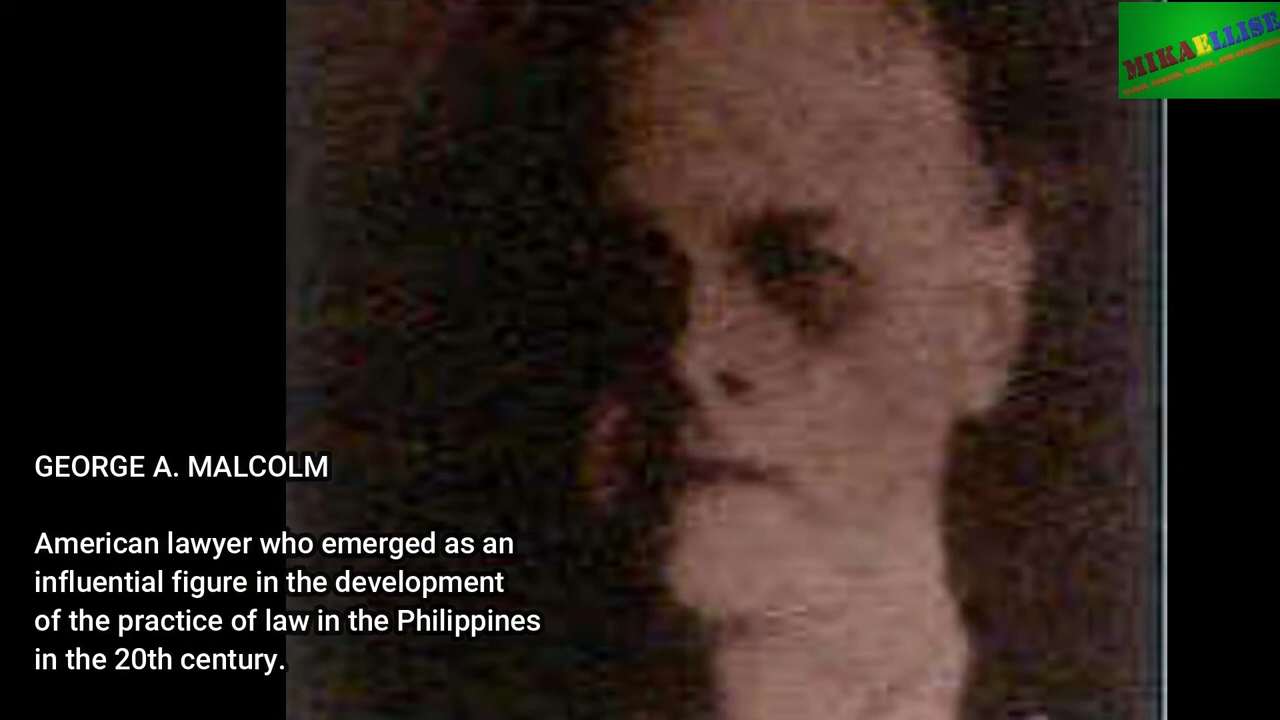 MIKAELLISE
GEORGE A. MALCOLM
American lawyer who emerged as an
influential figure in the development
of the practice of law in the Philippines
in the 20th century.